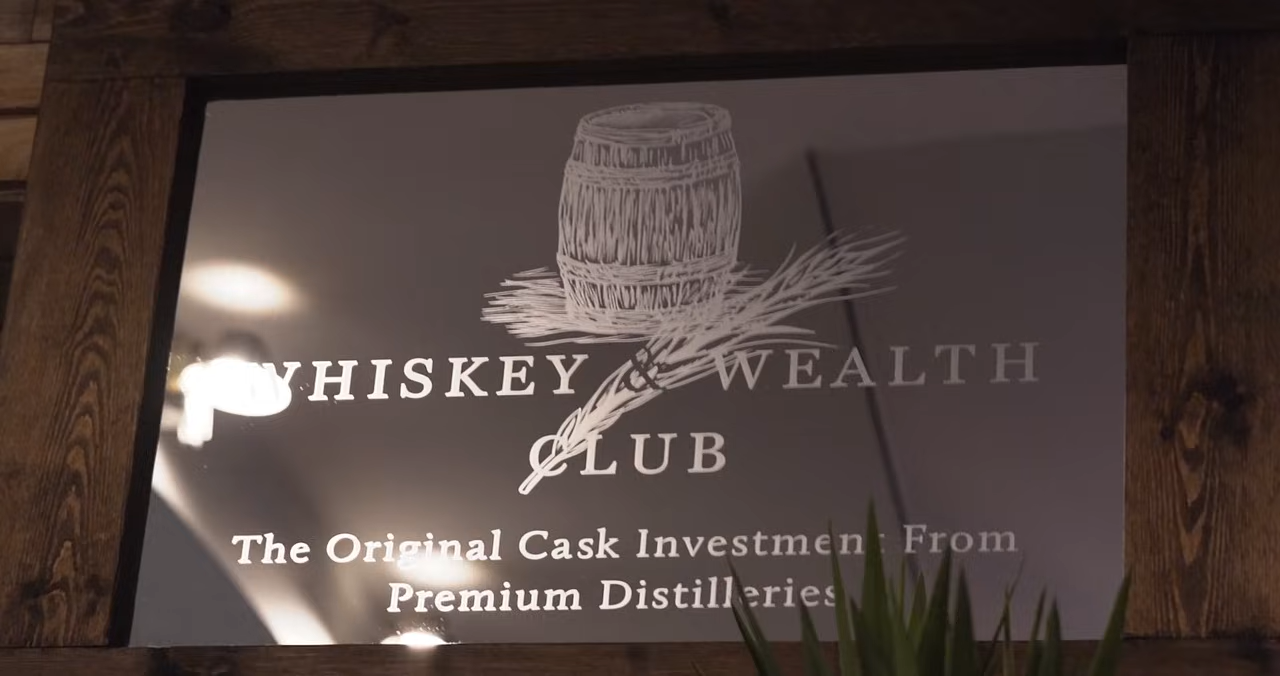 WHISKEY & WEALTH
CLUB
The Original Cask Investment From
Premium Distilleries